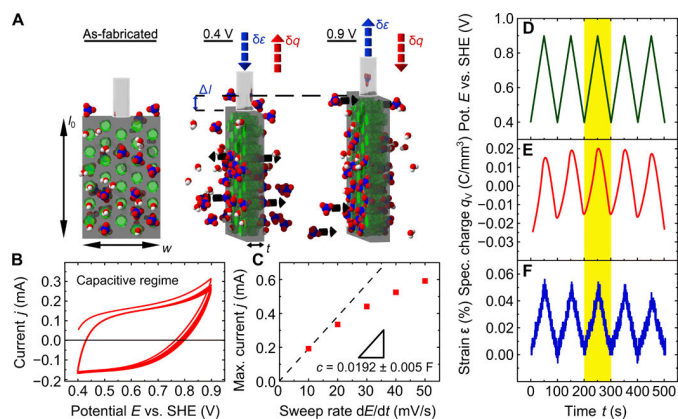 A
As-fabricated
0.4 V
δε
δq
0.9 V
δε
δq
Δl
l0
w
t
B
Capacitive regime
Current j (mA)
0.3
0.2
0.1
0.0
−0.1
−0.2
0.4 0.5 0.6 0.7 0.8 0.9
Potential E vs. SHE (V)
C
Max. current j (mA)
0.6
0.4
0.2
0.0
c = 0.0192 ± 0.005 F
0 10 20 30 40 50
Sweep rate dE/dt (mV/s)
D
Pot. E vs. SHE (V)
1.0
0.9
0.8
0.7
0.6
0.5
0.4
E
Spec. charge qV (C/mm³)
0.02
0.01
0.00
−0.01
−0.02
−0.03
F
Strain ε (%)
0.06
0.04
0.02
0.00
0 100 200 300 400 500
Time t (s)